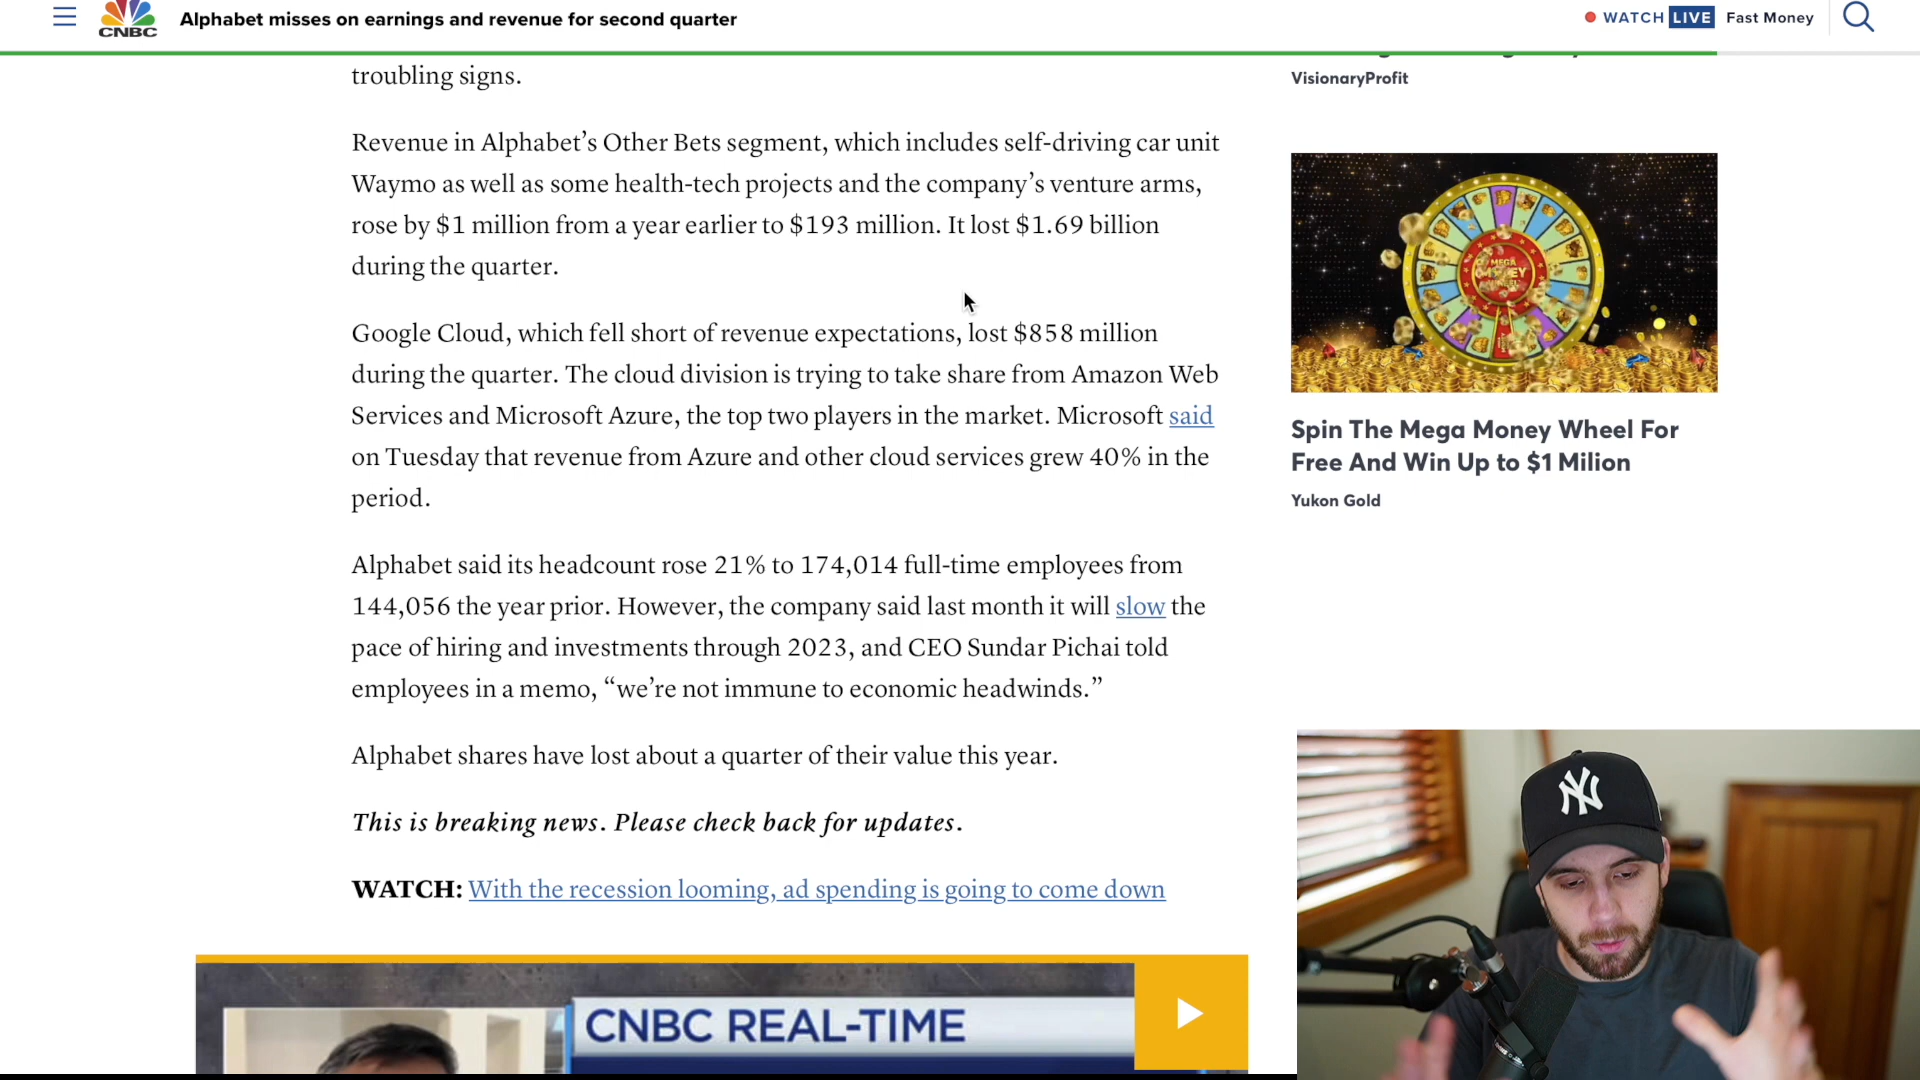 CNBC
Alphabet misses on earnings and revenue for second quarter
WATCH LIVE
Fast Money
troubling signs.
Revenue in Alphabet’s Other Bets segment, which includes self-driving car unit
Waymo as well as some health-tech projects and the company’s venture arms,
rose by $1 million from a year earlier to $193 million. It lost $1.69 billion
during the quarter.
Google Cloud, which fell short of revenue expectations, lost $858 million
during the quarter. The cloud division is trying to take share from Amazon Web
Services and Microsoft Azure, the top two players in the market. Microsoft said
on Tuesday that revenue from Azure and other cloud services grew 40% in the
period.
Alphabet said its headcount rose 21% to 174,014 full-time employees from
144,056 the year prior. However, the company said last month it will slow the
pace of hiring and investments through 2023, and CEO Sundar Pichai told
employees in a memo, “we’re not immune to economic headwinds.”
Alphabet shares have lost about a quarter of their value this year.
This is breaking news. Please check back for updates.
WATCH: With the recession looming, ad spending is going to come down
CNBC REAL-TIME
VisionaryProfit
MEGA
MONEY
Spin The Mega Money Wheel For
Free And Win Up to $1 Milion
Yukon Gold
NY